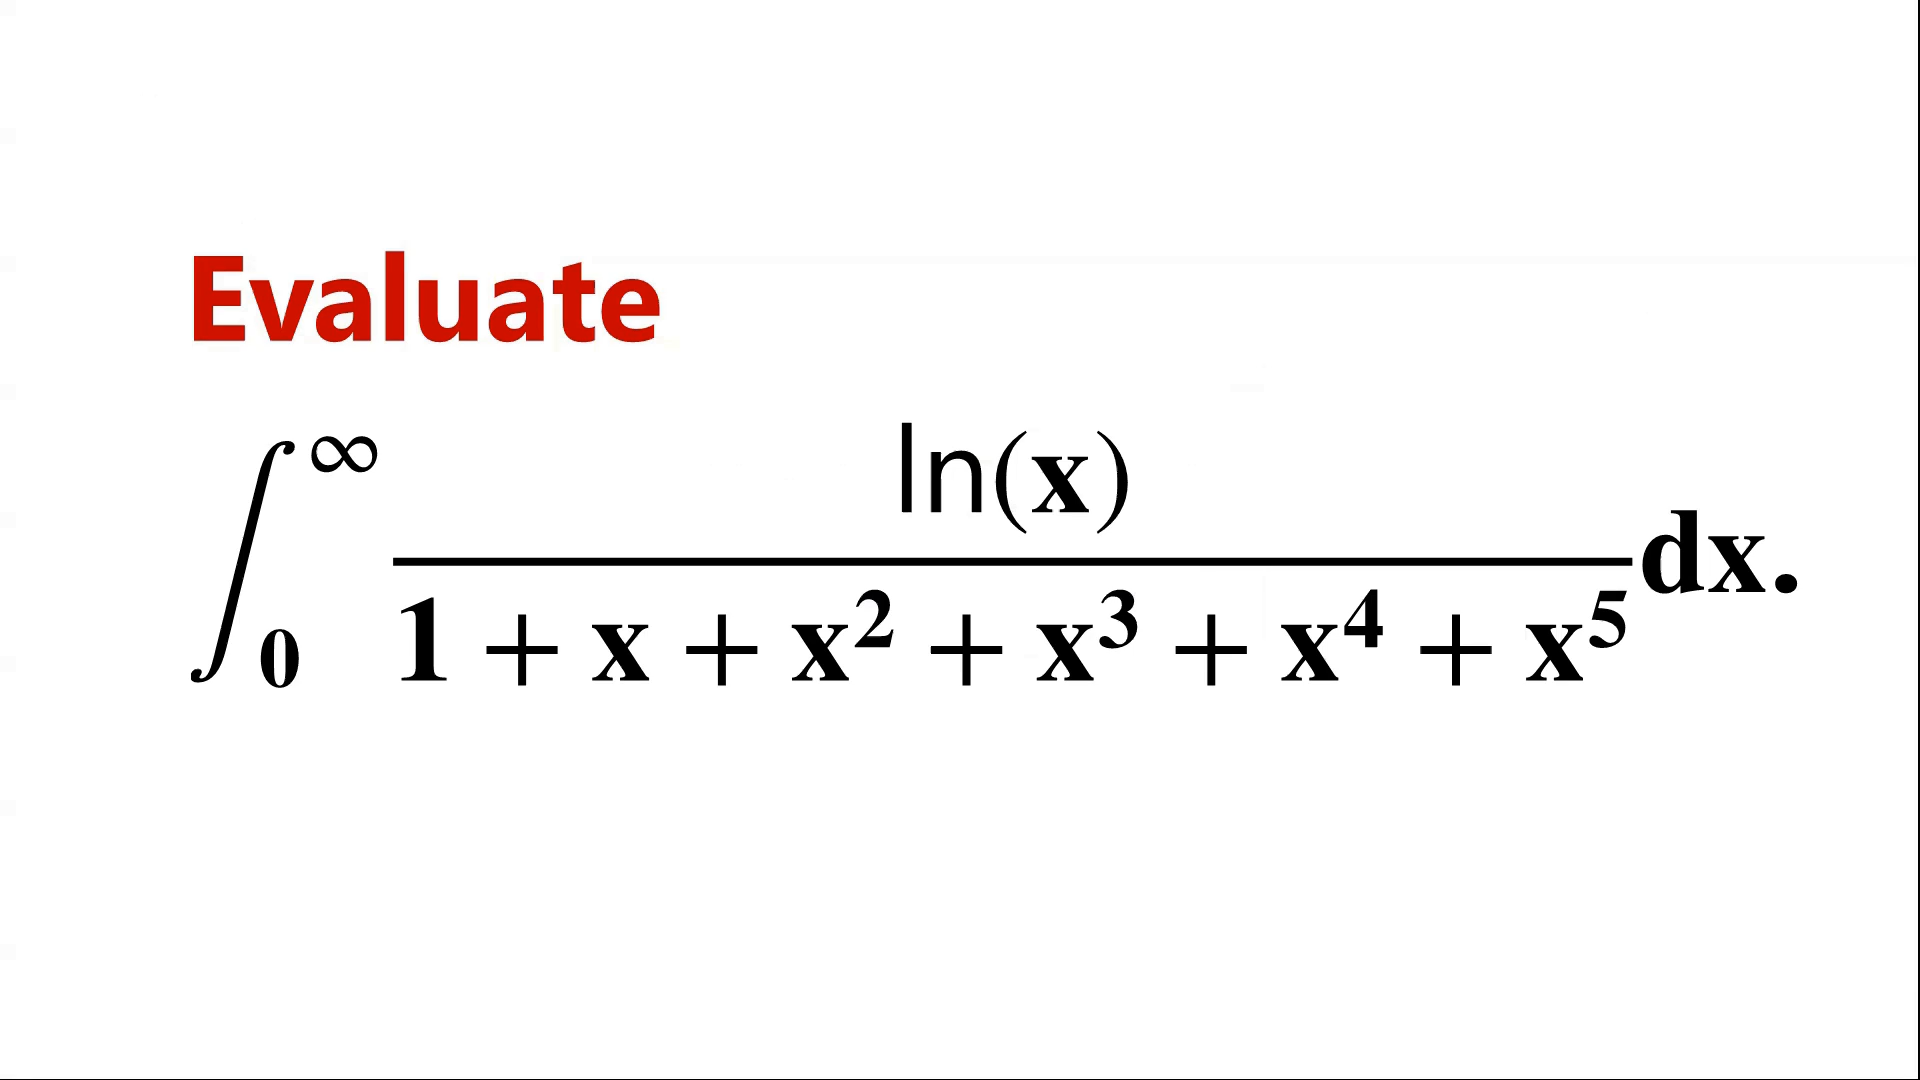 Evaluate
∫₀^∞ ln(x) / (1 + x + x² + x³ + x⁴ + x⁵) dx.